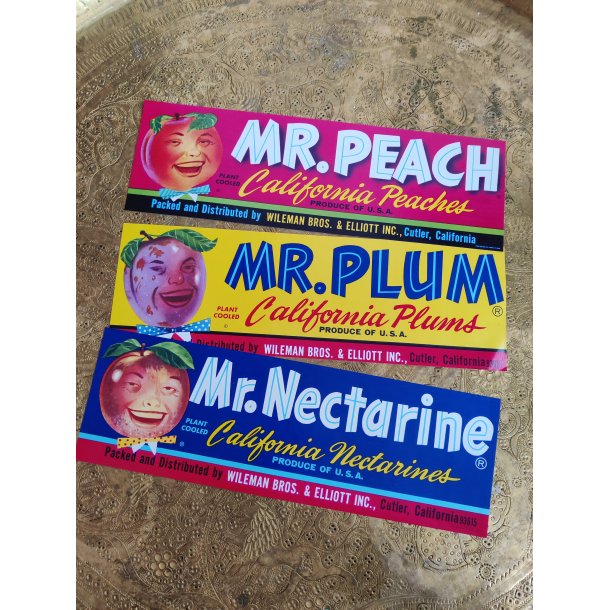 MR. PEACH
PLANT
COOLED
California Peaches
PRODUCE OF U.S.A.
Packed and Distributed by WILEMAN BROS. & ELLIOTT INC., Cutler, California
MR. PLUM
®
PLANT
COOLED
California Plums
PRODUCE OF U.S.A.
Distributed by WILEMAN BROS. & ELLIOTT INC., Cutler, California
Mr. Nectarine
®
PLANT
COOLED
California Nectarines
PRODUCE OF U.S.A.
Packed and Distributed by WILEMAN BROS. & ELLIOTT INC., Cutler, California 93615